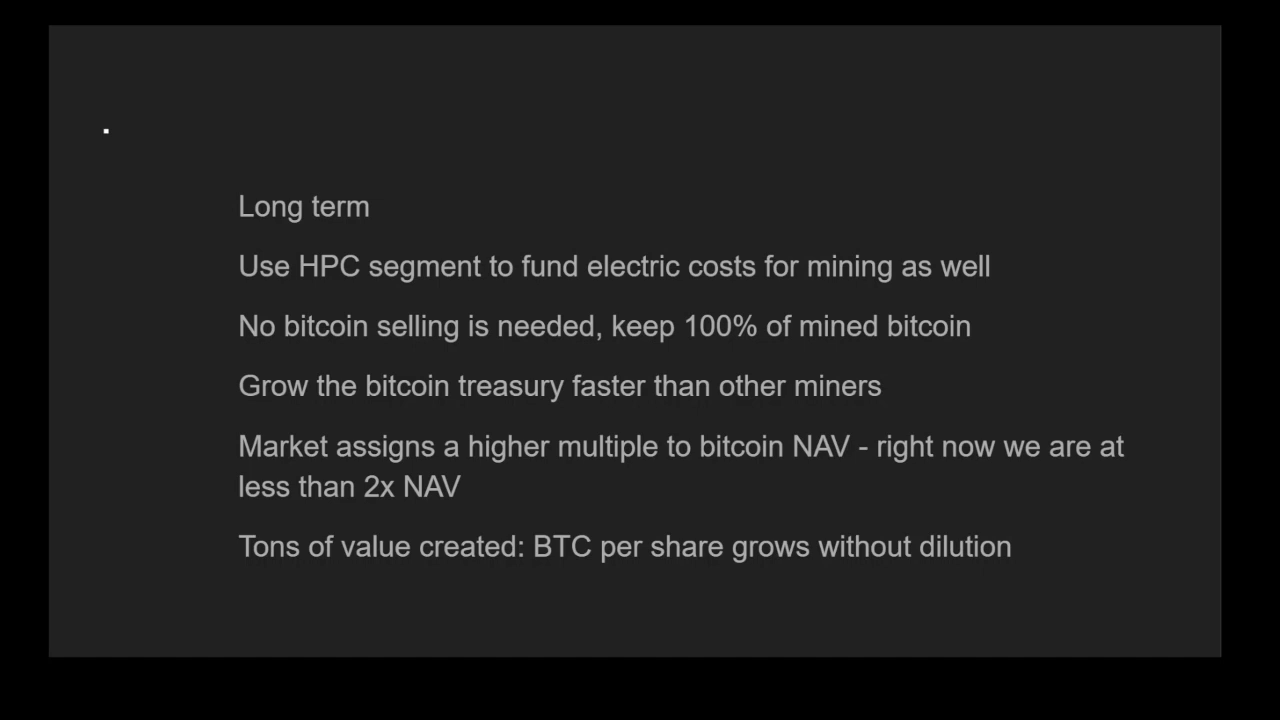 .
Long term
Use HPC segment to fund electric costs for mining as well
No bitcoin selling is needed, keep 100% of mined bitcoin
Grow the bitcoin treasury faster than other miners
Market assigns a higher multiple to bitcoin NAV - right now we are at
less than 2x NAV
Tons of value created: BTC per share grows without dilution